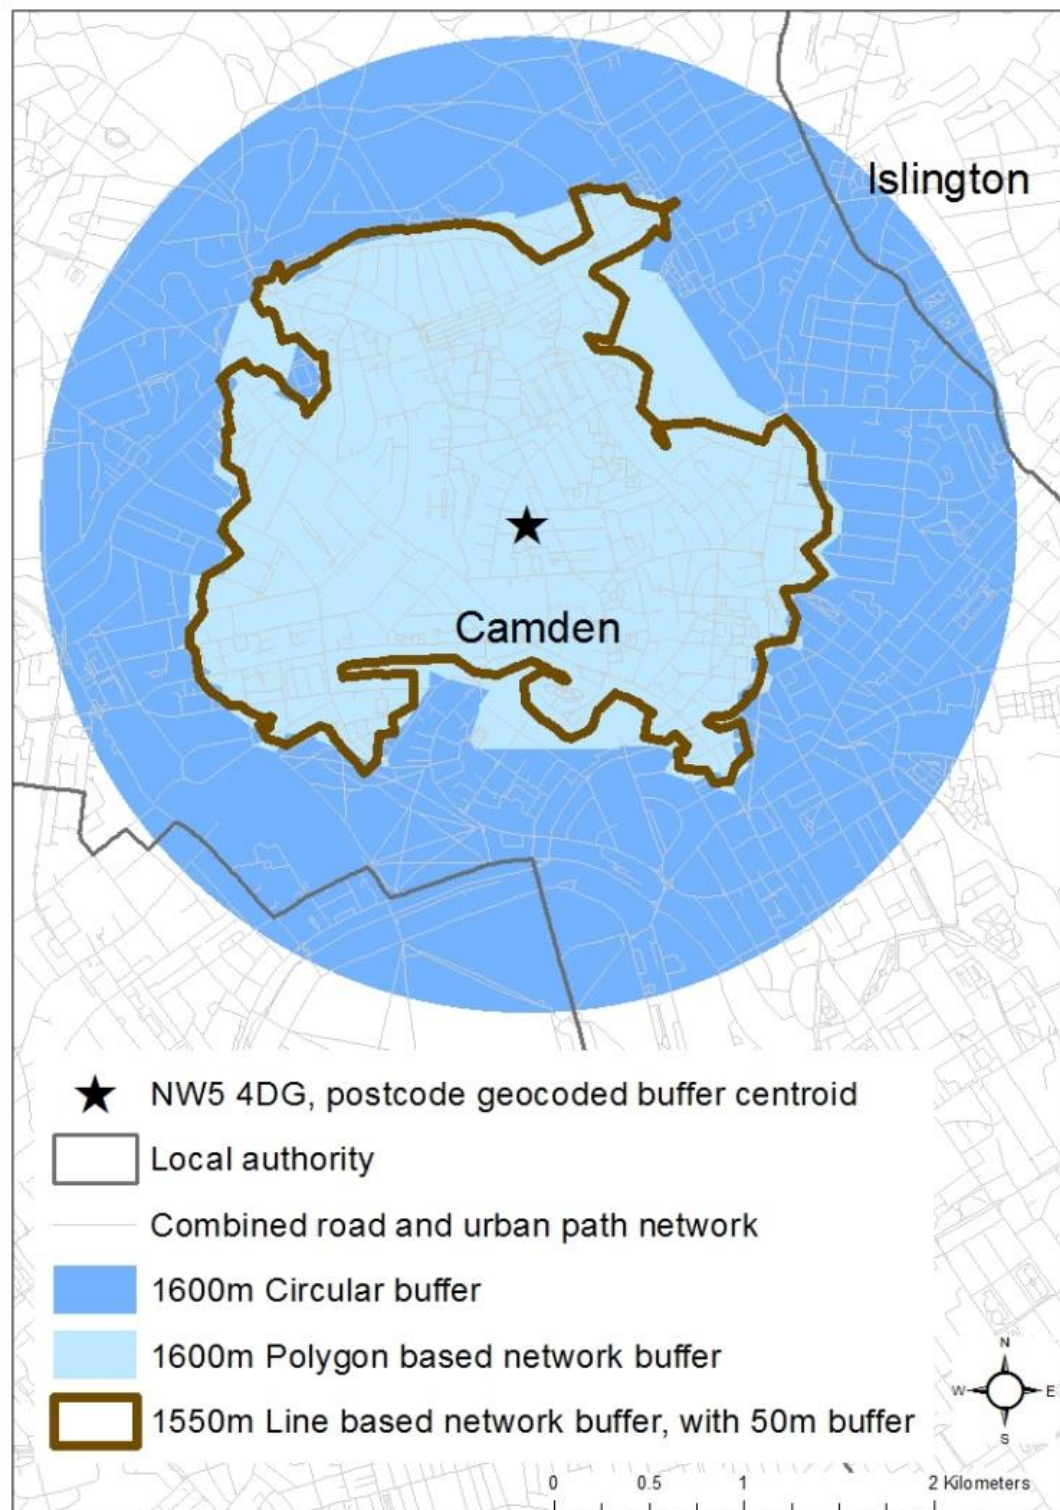 Islington
Camden
NW5 4DG, postcode geocoded buffer centroid
Local authority
Combined road and urban path network
1600m Circular buffer
1600m Polygon based network buffer
1550m Line based network buffer, with 50m buffer
N
W E
S
0 0.5 1 2 Kilometers